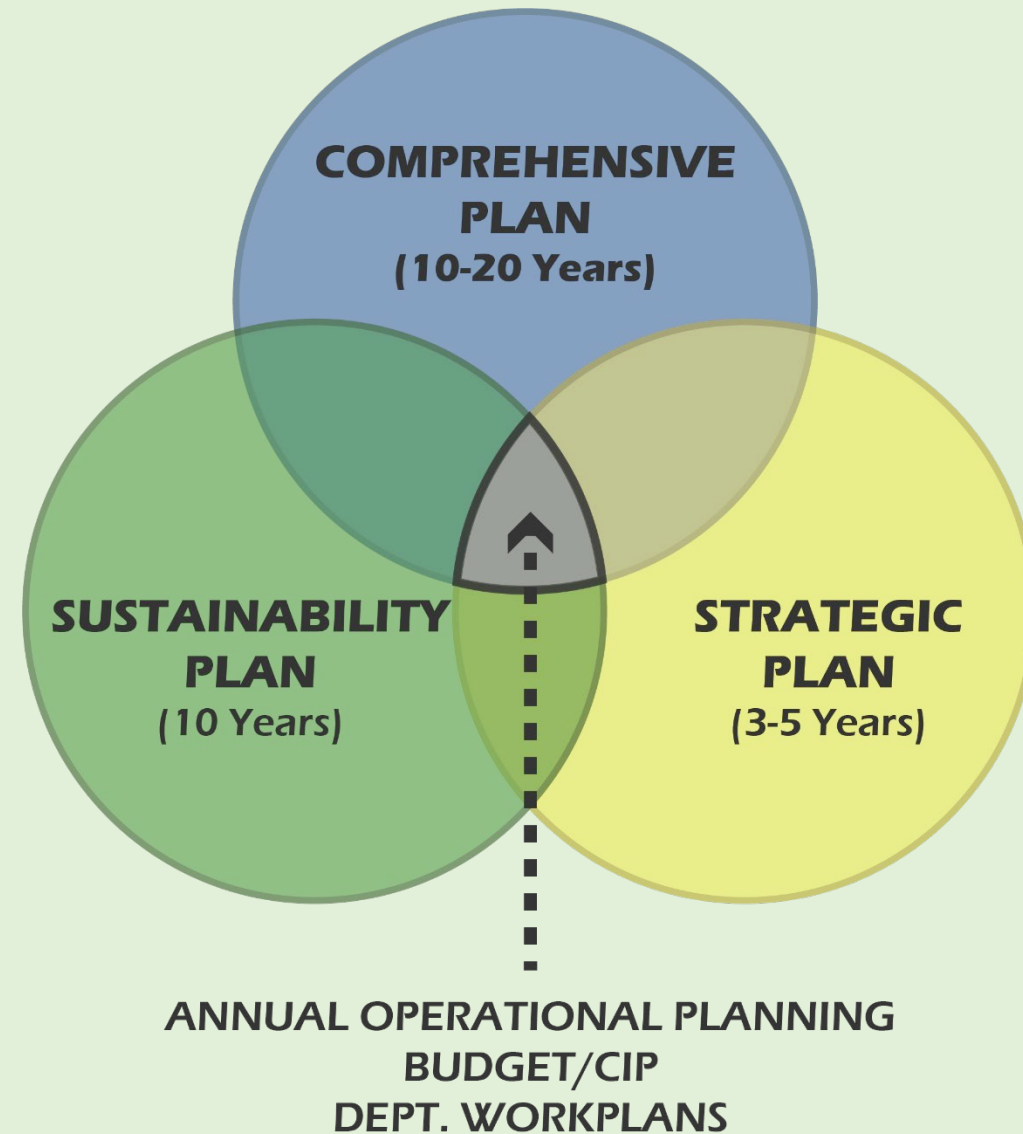 COMPREHENSIVE
PLAN
(10-20 Years)
SUSTAINABILITY
PLAN
(10 Years)
STRATEGIC
PLAN
(3-5 Years)
ANNUAL OPERATIONAL PLANNING
BUDGET/CIP
DEPT. WORKPLANS